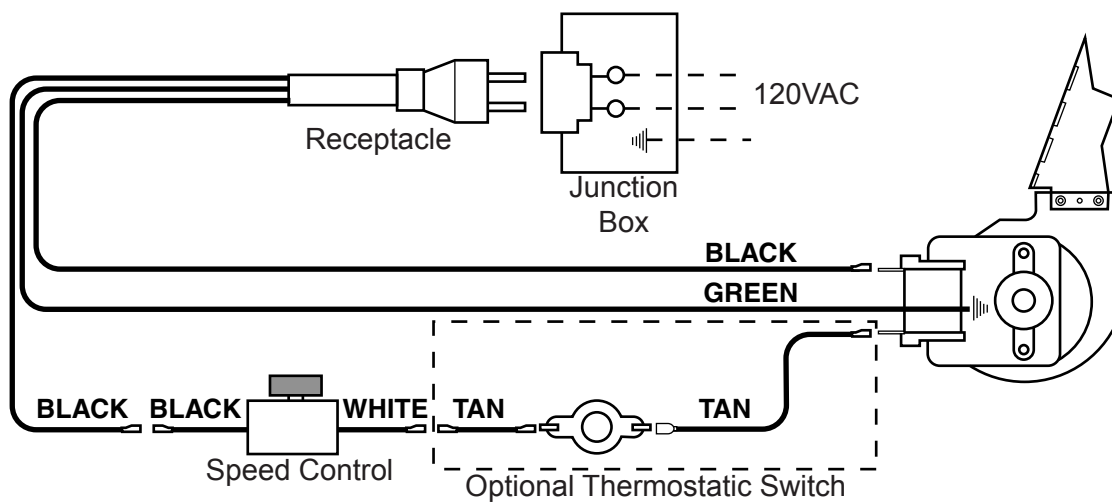 120VAC
Receptacle
Junction
Box
BLACK
GREEN
BLACK BLACK WHITE TAN TAN
Speed Control
Optional Thermostatic Switch